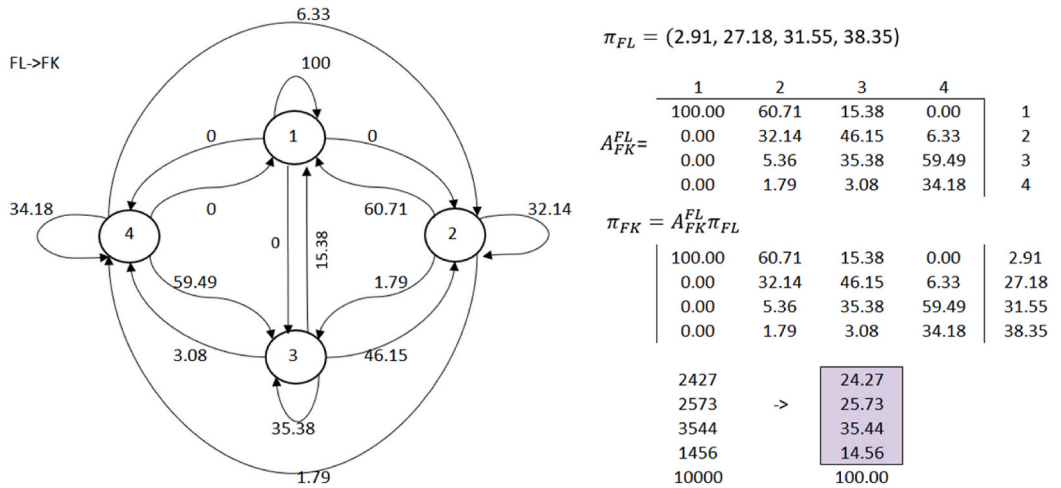 6.33
FL->FK
100
1
0
0
34.18
4
0
60.71
2
32.14
0
15.38
59.49
1.79
3
3.08
46.15
35.38
1.79
π_FL = (2.91, 27.18, 31.55, 38.35)
1 2 3 4
100.00 60.71 15.38 0.00 1
0.00 32.14 46.15 6.33 2
A^FL_FK=
0.00 5.36 35.38 59.49 3
0.00 1.79 3.08 34.18 4
π_FK = A^FL_FK π_FL
100.00 60.71 15.38 0.00 2.91
0.00 32.14 46.15 6.33 27.18
0.00 5.36 35.38 59.49 31.55
0.00 1.79 3.08 34.18 38.35
2427 24.27
2573 -> 25.73
3544 35.44
1456 14.56
10000 100.00